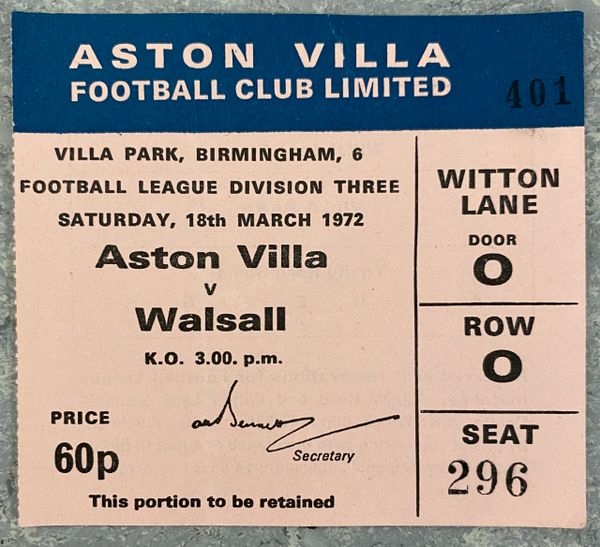 ASTON VILLA
FOOTBALL CLUB LIMITED
401
VILLA PARK, BIRMINGHAM, 6
FOOTBALL LEAGUE DIVISION THREE
SATURDAY, 18th MARCH 1972
Aston Villa
v
Walsall
K.O. 3.00. p.m.
PRICE
60p
Secretary
This portion to be retained
WITTON
LANE
DOOR
O
ROW
O
SEAT
296